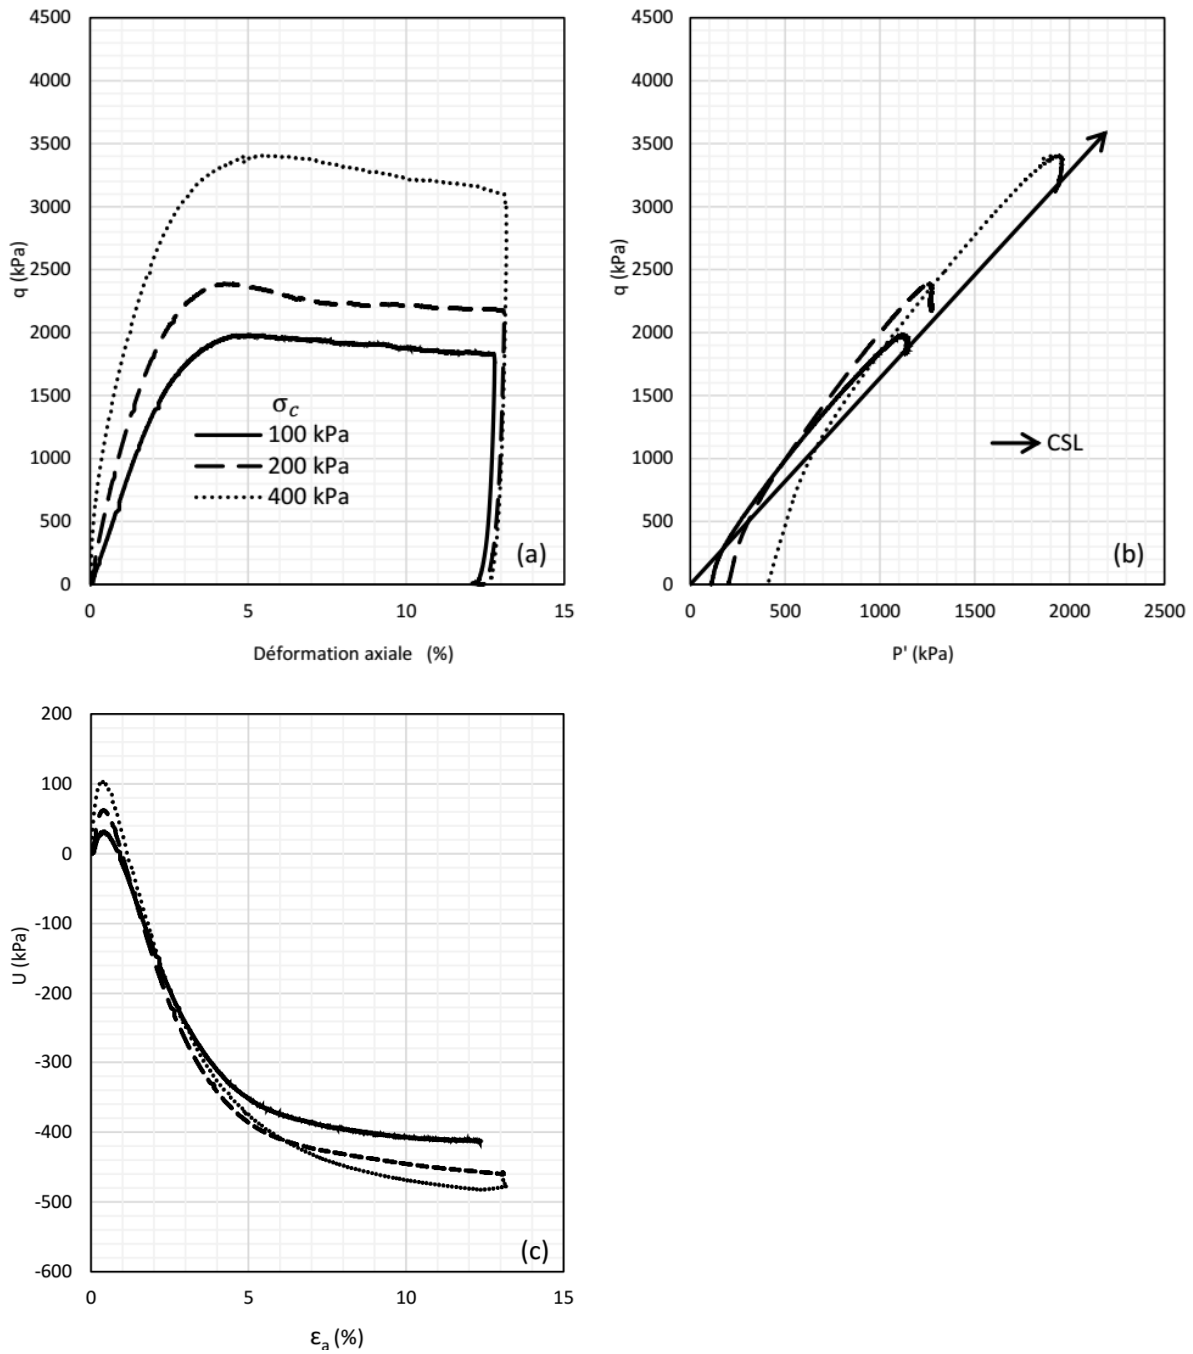 4500
4000
3500
3000
2500
2000
1500
1000
500
0
q (kPa)
σc
100 kPa
200 kPa
400 kPa
(a)
0 5 10 15
Déformation axiale (%)
4500
4000
3500
3000
2500
2000
1500
1000
500
0
q (kPa)
CSL
(b)
0 500 1000 1500 2000 2500
P' (kPa)
200
100
0
-100
-200
-300
-400
-500
-600
U (kPa)
(c)
0 5 10 15
εa (%)